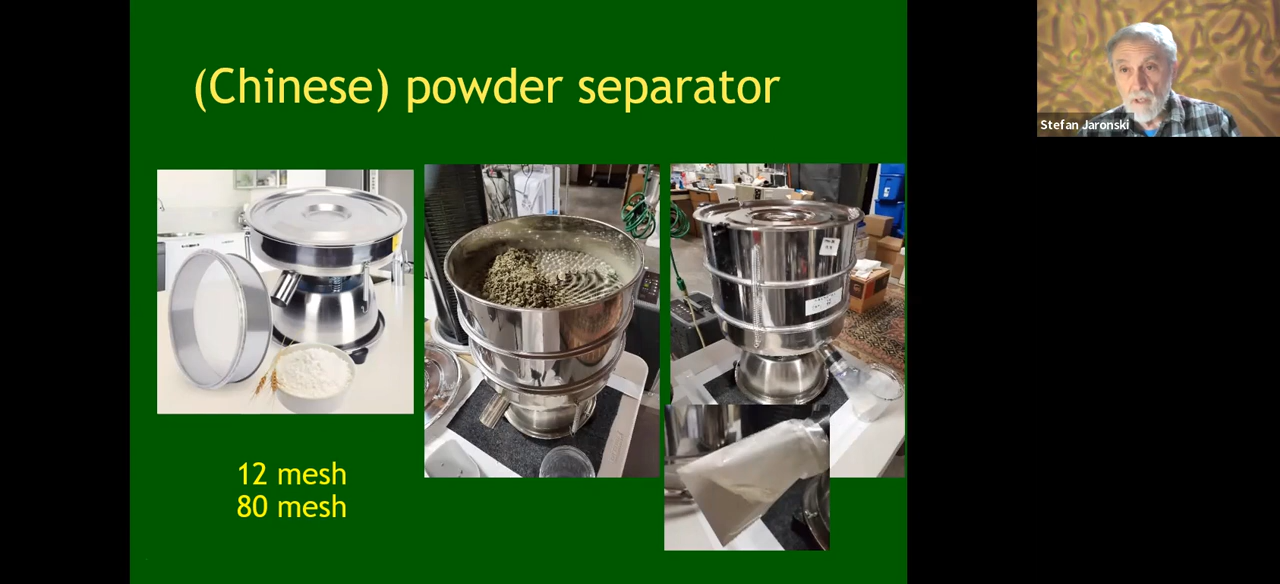 (Chinese) powder separator
Stefan Jaronski
12 mesh
80 mesh